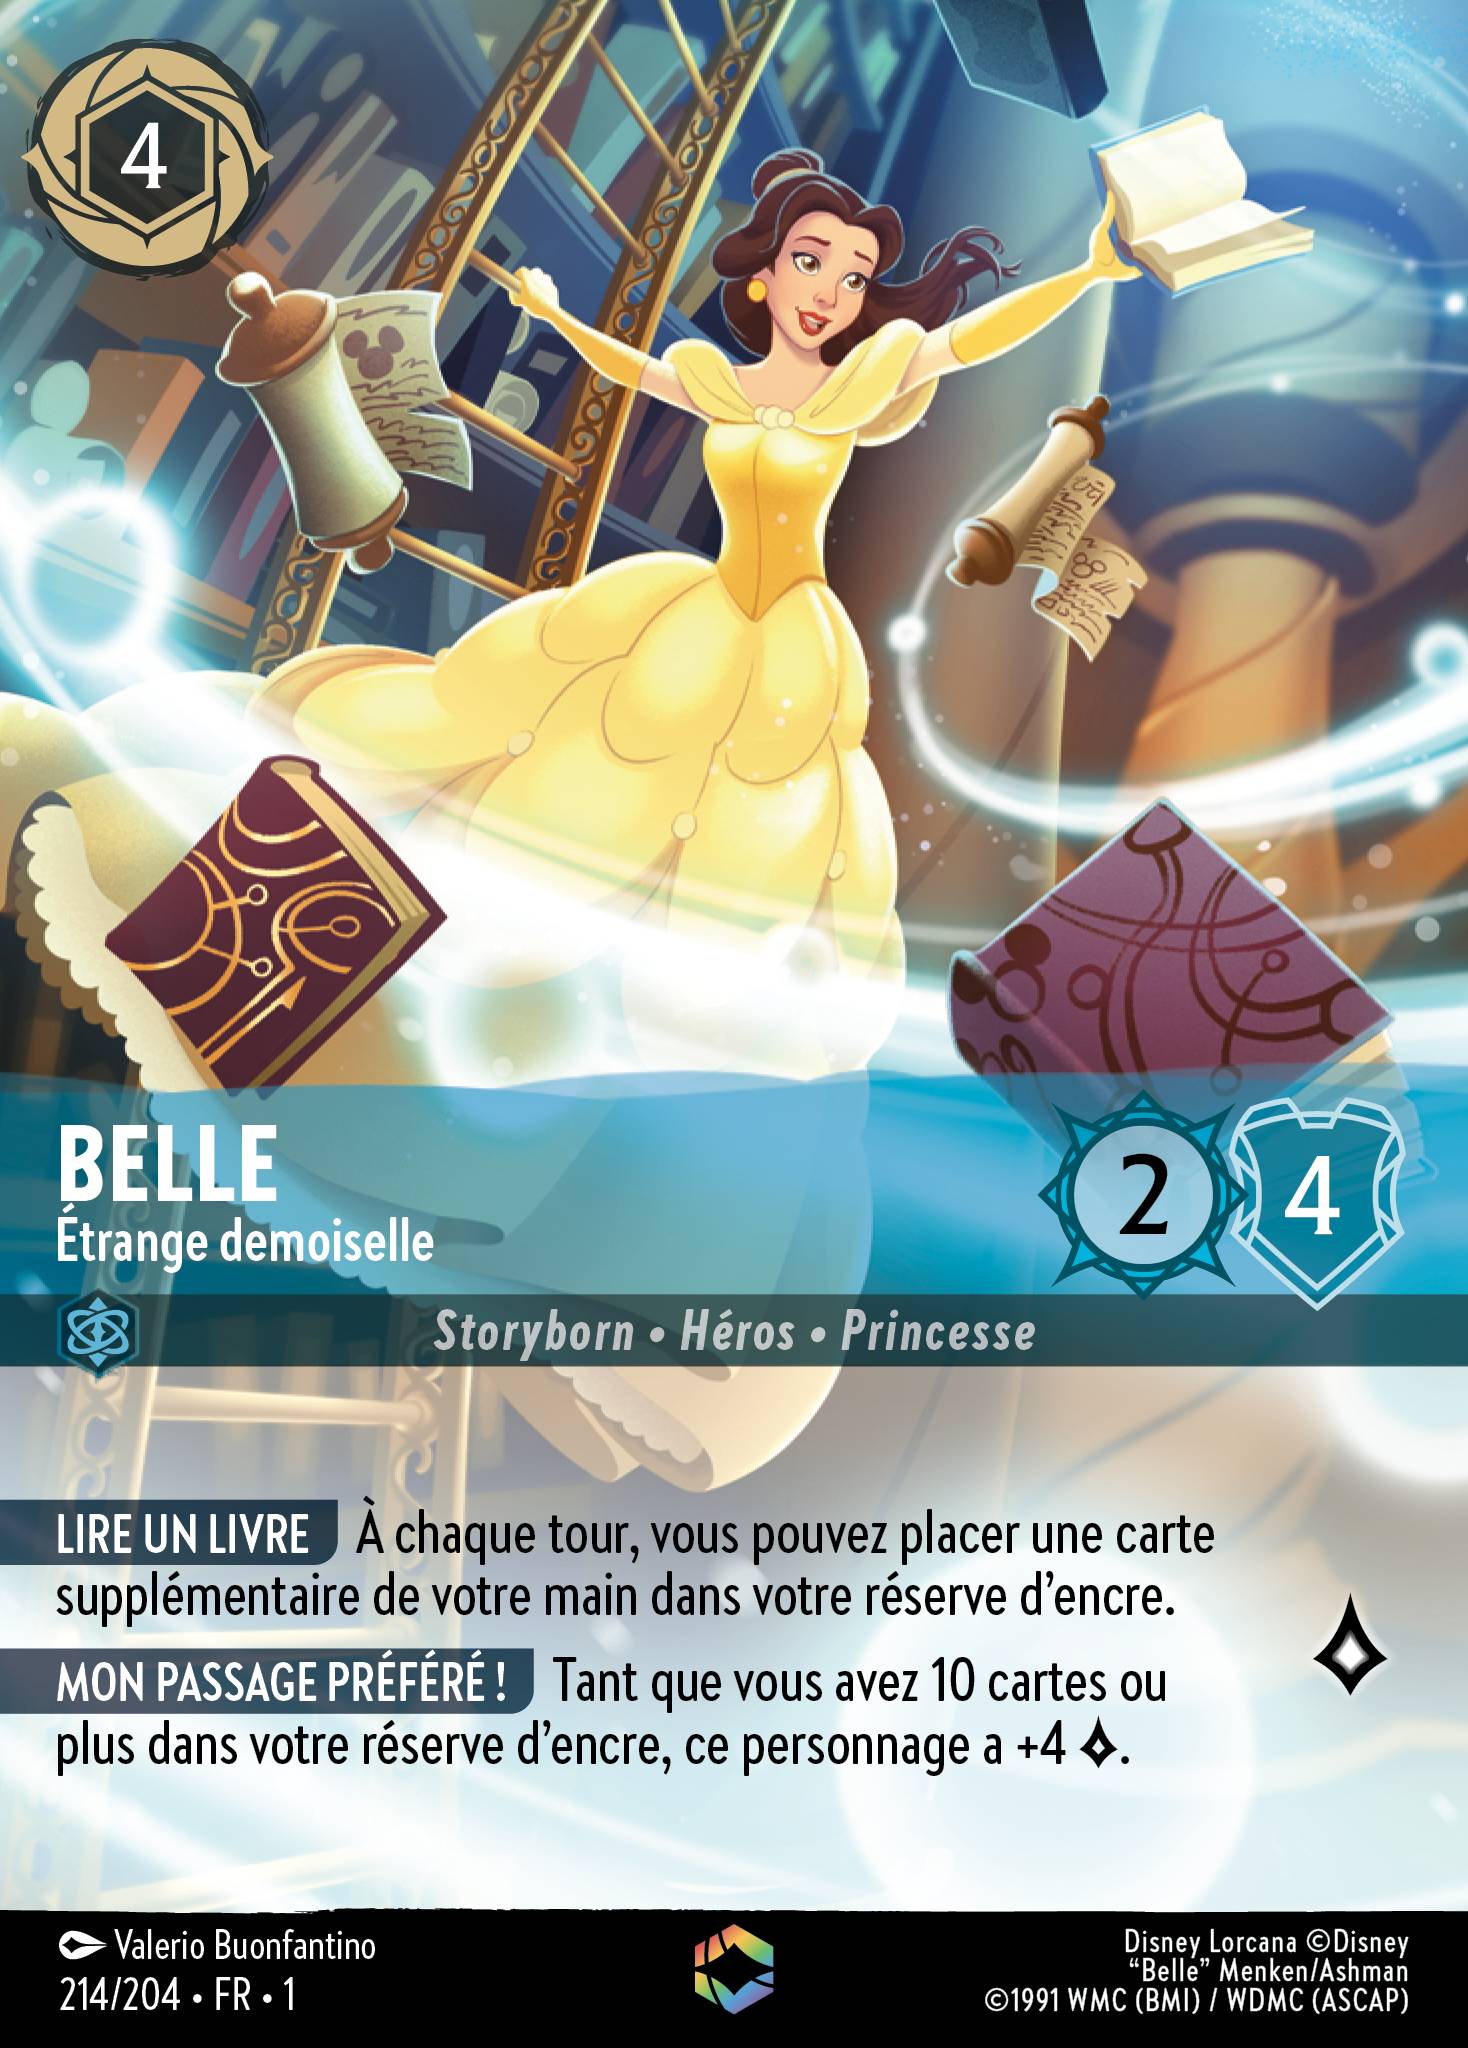 4
BELLE
Étrange demoiselle
2 4
Storyborn • Héros • Princesse
LIRE UN LIVRE À chaque tour, vous pouvez placer une carte
supplémentaire de votre main dans votre réserve d’encre.
MON PASSAGE PRÉFÉRÉ ! Tant que vous avez 10 cartes ou
plus dans votre réserve d’encre, ce personnage a +4 .
Valerio Buonfantino
214/204 • FR • 1
Disney Lorcana ©Disney
“Belle” Menken/Ashman
©1991 WMC (BMI) / WDMC (ASCAP)